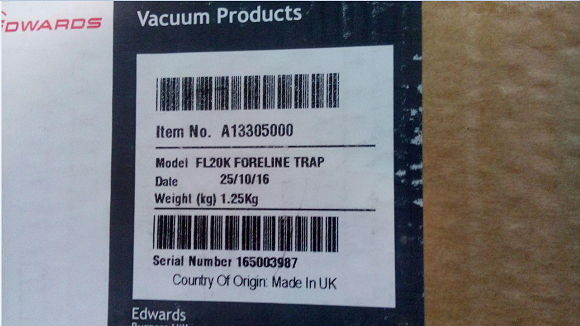 EDWARDS
Vacuum Products
Item No. A13305000
Model FL20K FORELINE TRAP
Date 25/10/16
Weight (kg) 1.25Kg
Serial Number 165003987
Country Of Origin: Made In UK
Edwards